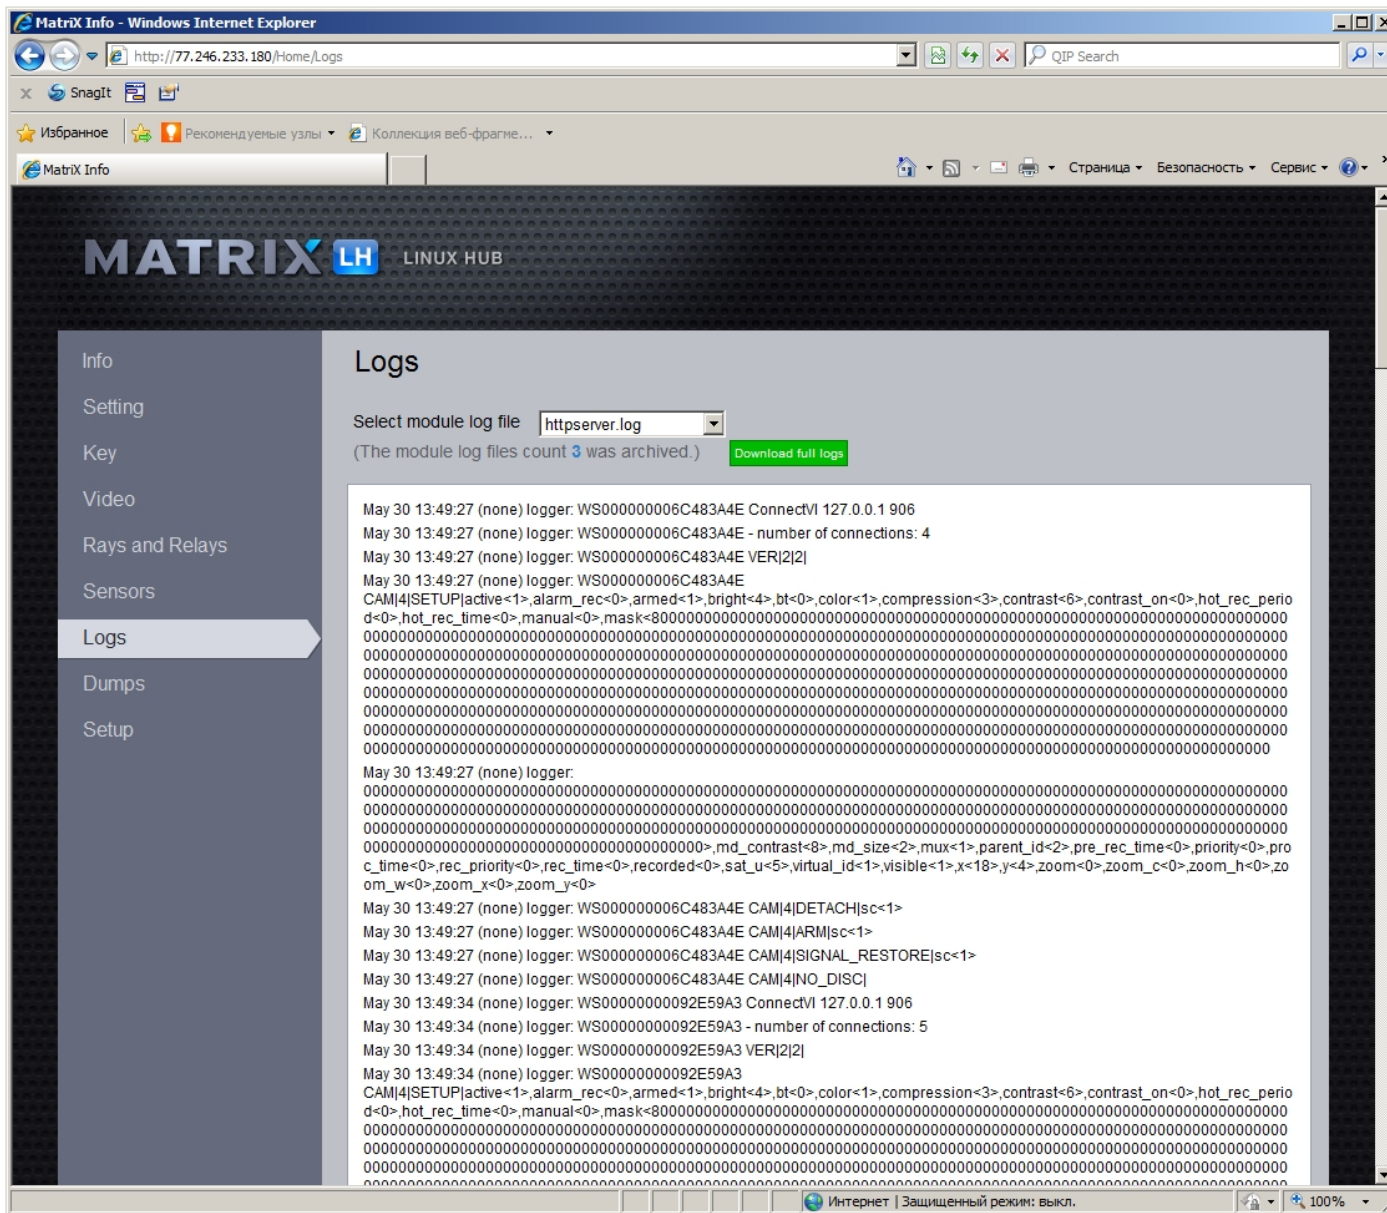 MatriX Info - Windows Internet Explorer
http://77.246.233.180/Home/Logs
QIP Search
x SnagIt
Избранное Рекомендуемые узлы Коллекция веб-фрагме...
MatriX Info
Страница Безопасность Сервис
MATRIX LH LINUX HUB
Info
Setting
Key
Video
Rays and Relays
Sensors
Logs
Dumps
Setup
Logs
Select module log file httpserver.log
(The module log files count 3 was archived.) Download full logs
May 30 13:49:27 (none) logger: WS000000006C483A4E ConnectVI 127.0.0.1 906
May 30 13:49:27 (none) logger: WS000000006C483A4E - number of connections: 4
May 30 13:49:27 (none) logger: WS000000006C483A4E VER|2|2|
May 30 13:49:27 (none) logger: WS000000006C483A4E
CAM|4|SETUP|active<1>,alarm_rec<0>,armed<1>,bright<4>,bt<0>,color<1>,compression<3>,contrast<6>,contrast_on<0>,hot_rec_perio
d<0>,hot_rec_time<0>,manual<0>,mask<8
May 30 13:49:27 (none) logger:
>,md_contrast<8>,md_size<2>,mux<1>,parent_id<2>,pre_rec_time<0>,priority<0>,pro
c_time<0>,rec_priority<0>,rec_time<0>,recorded<0>,sat_u<5>,virtual_id<1>,visible<1>,x<18>,y<4>,zoom<0>,zoom_c<0>,zoom_h<0>,zo
om_w<0>,zoom_x<0>,zoom_y<0>
May 30 13:49:27 (none) logger: WS000000006C483A4E CAM|4|DETACH|sc<1>
May 30 13:49:27 (none) logger: WS000000006C483A4E CAM|4|ARM|sc<1>
May 30 13:49:27 (none) logger: WS000000006C483A4E CAM|4|SIGNAL_RESTORE|sc<1>
May 30 13:49:27 (none) logger: WS000000006C483A4E CAM|4|NO_DISC|
May 30 13:49:34 (none) logger: WS00000000092E59A3 ConnectVI 127.0.0.1 906
May 30 13:49:34 (none) logger: WS00000000092E59A3 - number of connections: 5
May 30 13:49:34 (none) logger: WS00000000092E59A3 VER|2|2|
May 30 13:49:34 (none) logger: WS00000000092E59A3
CAM|4|SETUP|active<1>,alarm_rec<0>,armed<1>,bright<4>,bt<0>,color<1>,compression<3>,contrast<6>,contrast_on<0>,hot_rec_perio
d<0>,hot_rec_time<0>,manual<0>,mask<8
Интернет | Защищенный режим: выкл.
100%